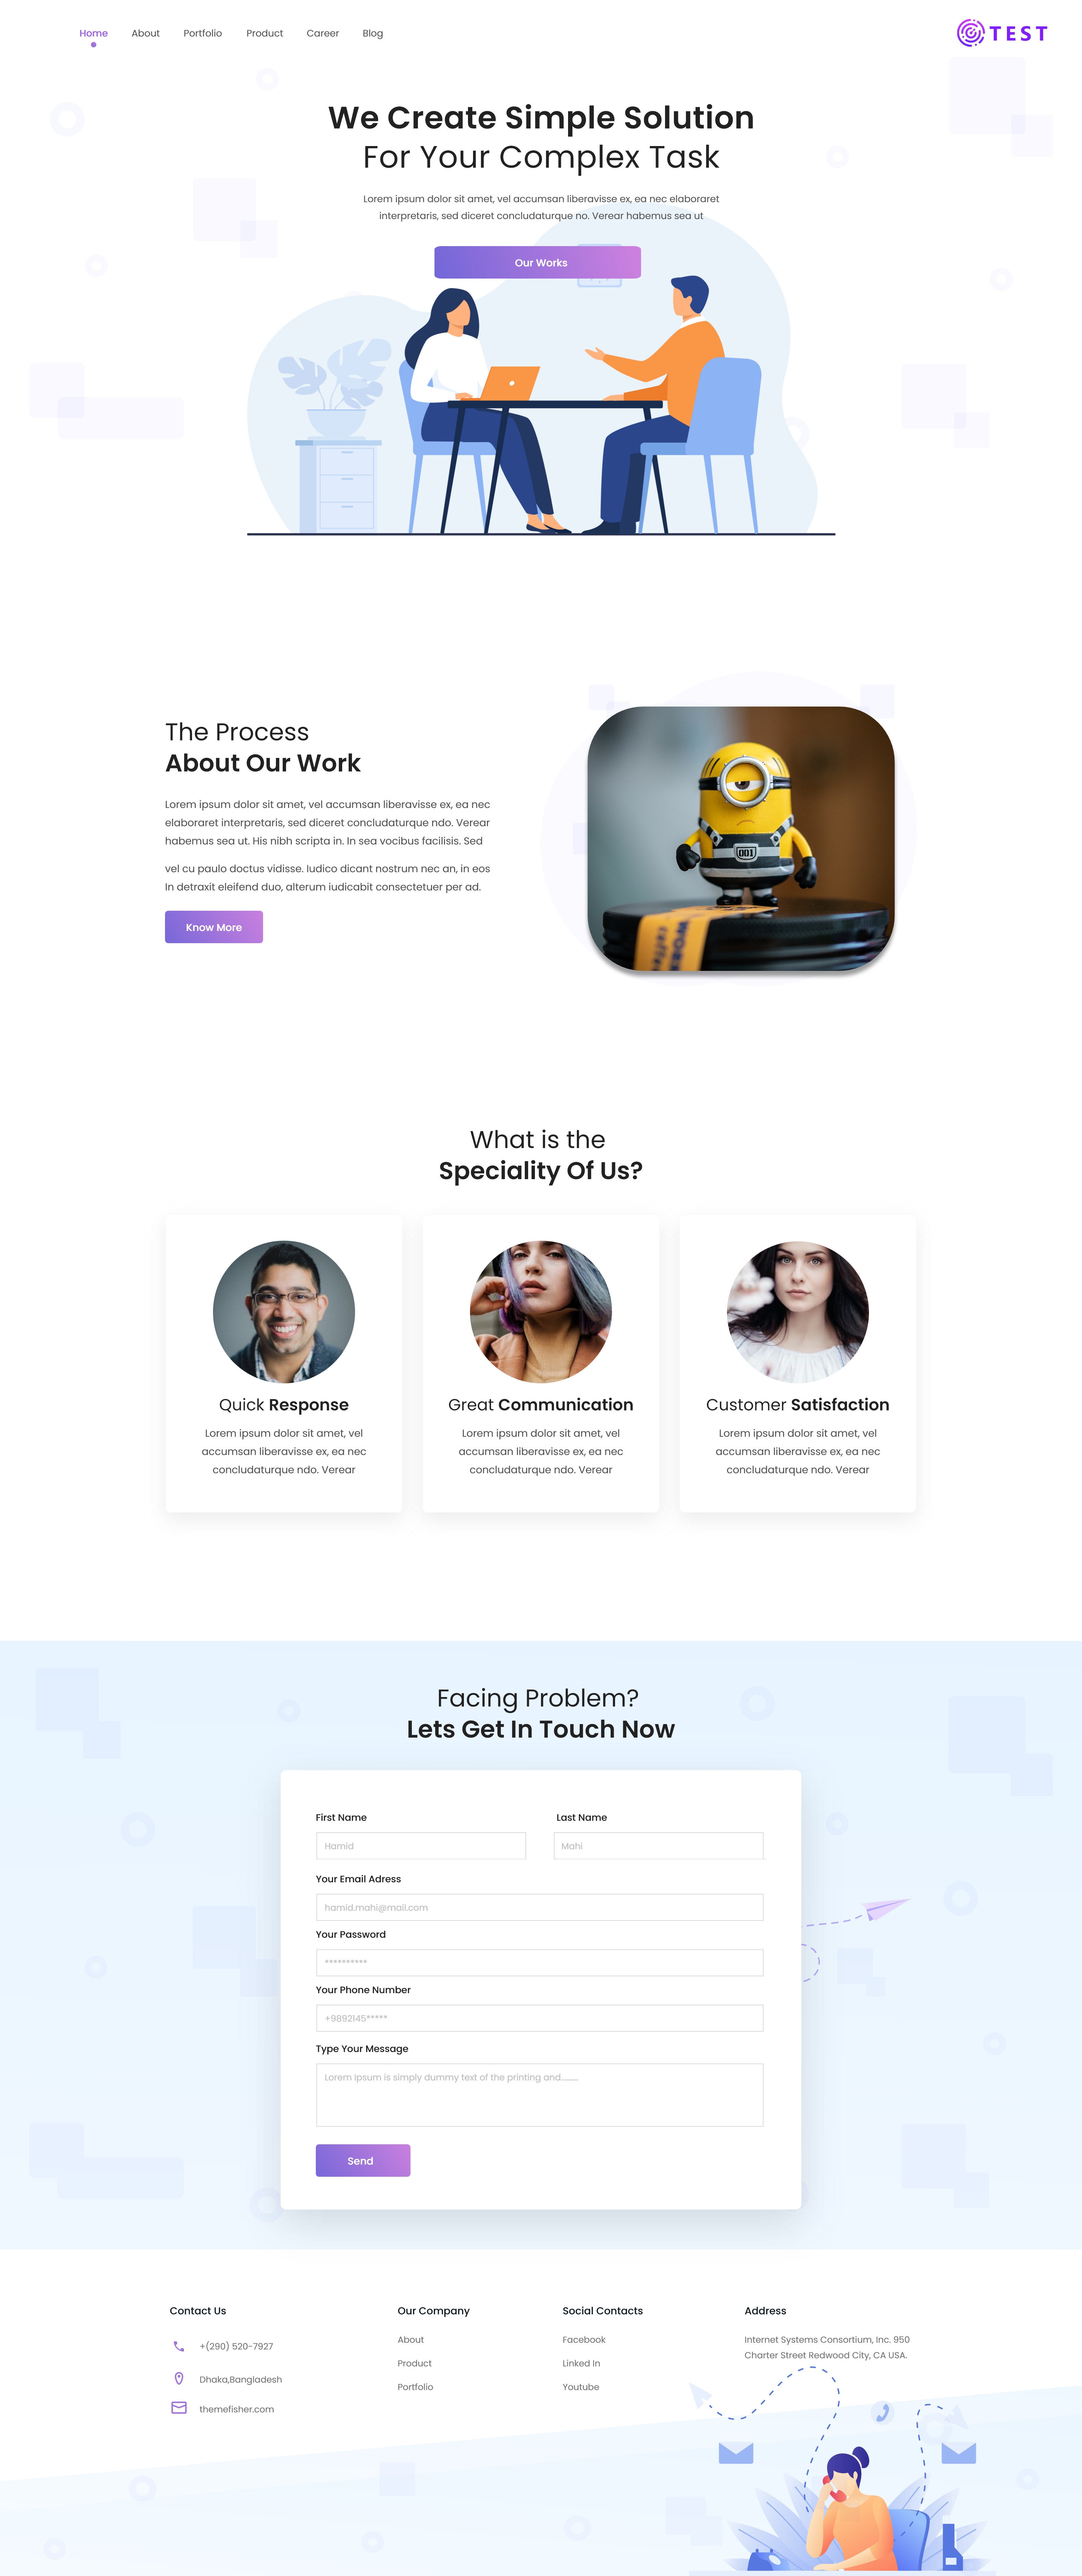 Home About Portfolio Product Career Blog
TEST
We Create Simple Solution
For Your Complex Task
Lorem ipsum dolor sit amet, vel accumsan liberavisse ex, ea nec elaboraret
interpretaris, sed diceret concludaturque no. Verear habemus sea ut
Our Works
The Process
About Our Work
Lorem ipsum dolor sit amet, vel accumsan liberavisse ex, ea nec
elaboraret interpretaris, sed diceret concludaturque ndo. Verear
habemus sea ut. His nibh scripta in. In sea vocibus facilisis. Sed
vel cu paulo doctus vidisse. Iudico dicant nostrum nec an, in eos
In detraxit eleifend duo, alterum iudicabit consectetuer per ad.
Know More
001
What is the
Speciality Of Us?
Quick Response
Lorem ipsum dolor sit amet, vel
accumsan liberavisse ex, ea nec
concludaturque ndo. Verear
Great Communication
Lorem ipsum dolor sit amet, vel
accumsan liberavisse ex, ea nec
concludaturque ndo. Verear
Customer Satisfaction
Lorem ipsum dolor sit amet, vel
accumsan liberavisse ex, ea nec
concludaturque ndo. Verear
Facing Problem?
Lets Get In Touch Now
First Name
Hamid
Last Name
Mahi
Your Email Adress
hamid.mahi@mail.com
Your Password
**********
Your Phone Number
+9892145*****
Type Your Message
Lorem Ipsum is simply dummy text of the printing and.........
Send
Contact Us
+(290) 520-7927
Dhaka,Bangladesh
themefisher.com
Our Company
About
Product
Portfolio
Social Contacts
Facebook
Linked In
Youtube
Address
Internet Systems Consortium, Inc. 950
Charter Street Redwood City, CA USA.